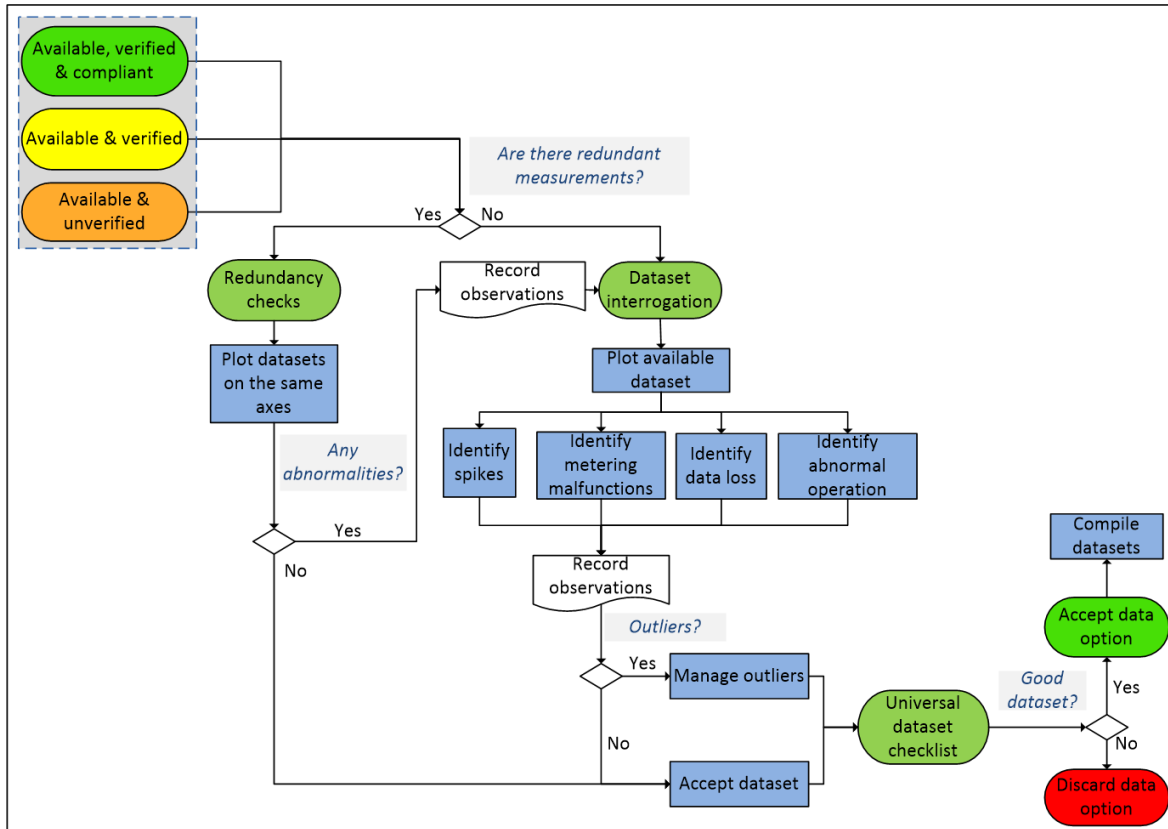 Available, verified
& compliant
Available & verified
Available &
unverified
Are there redundant
measurements?
Yes
No
Redundancy
checks
Record
observations
Dataset
interrogation
Plot datasets
on the same
axes
Plot available
dataset
Any
abnormalities?
Identify
spikes
Identify
metering
malfunctions
Identify
data loss
Identify
abnormal
operation
Yes
No
Record
observations
Outliers?
Yes
No
Manage outliers
Accept dataset
Universal
dataset
checklist
Good
dataset?
Compile
datasets
Accept data
option
Yes
No
Discard data
option